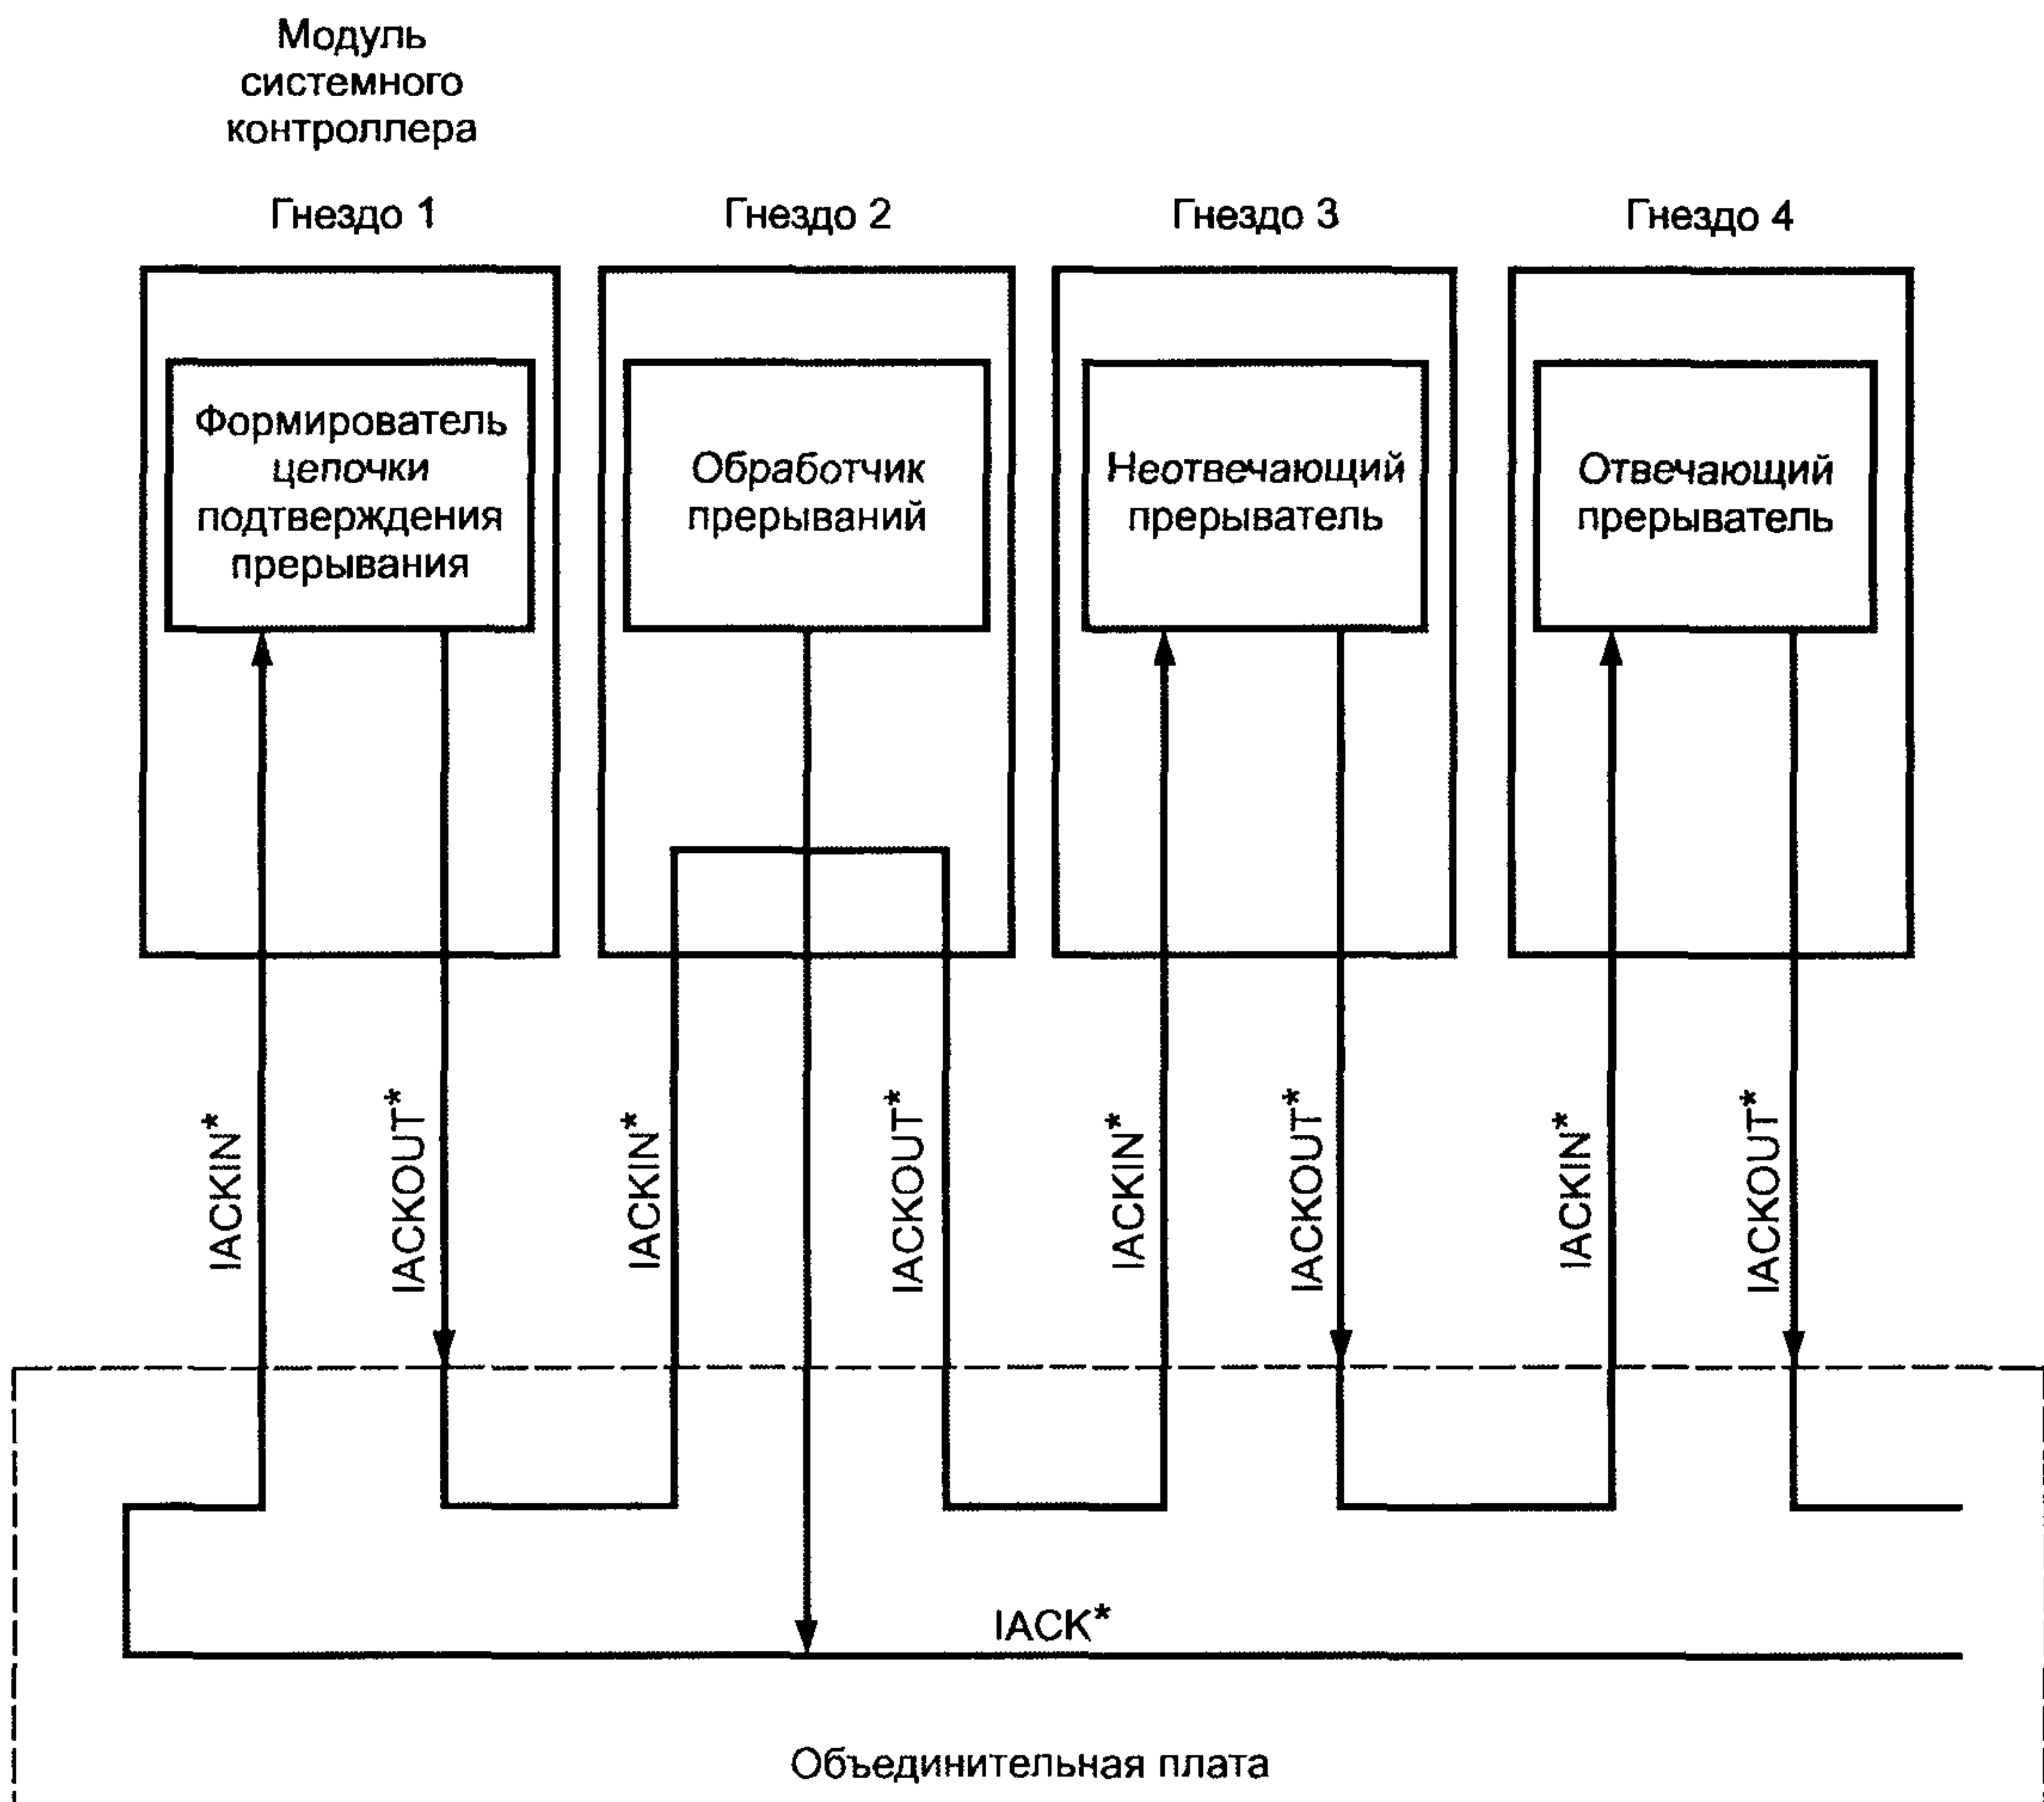 Модуль
системного
контроллера
Гнездо 1
Гнездо 2
Гнездо 3
Гнездо 4
Формирователь
цепочки
подтверждения
прерывания
Обработчик
прерываний
Неотвечающий
прерыватель
Отвечающий
прерыватель
IACKIN*
IACKOUT*
IACKIN*
IACKOUT*
IACKIN*
IACKOUT*
IACKIN*
IACKOUT*
IACK*
Объединительная плата